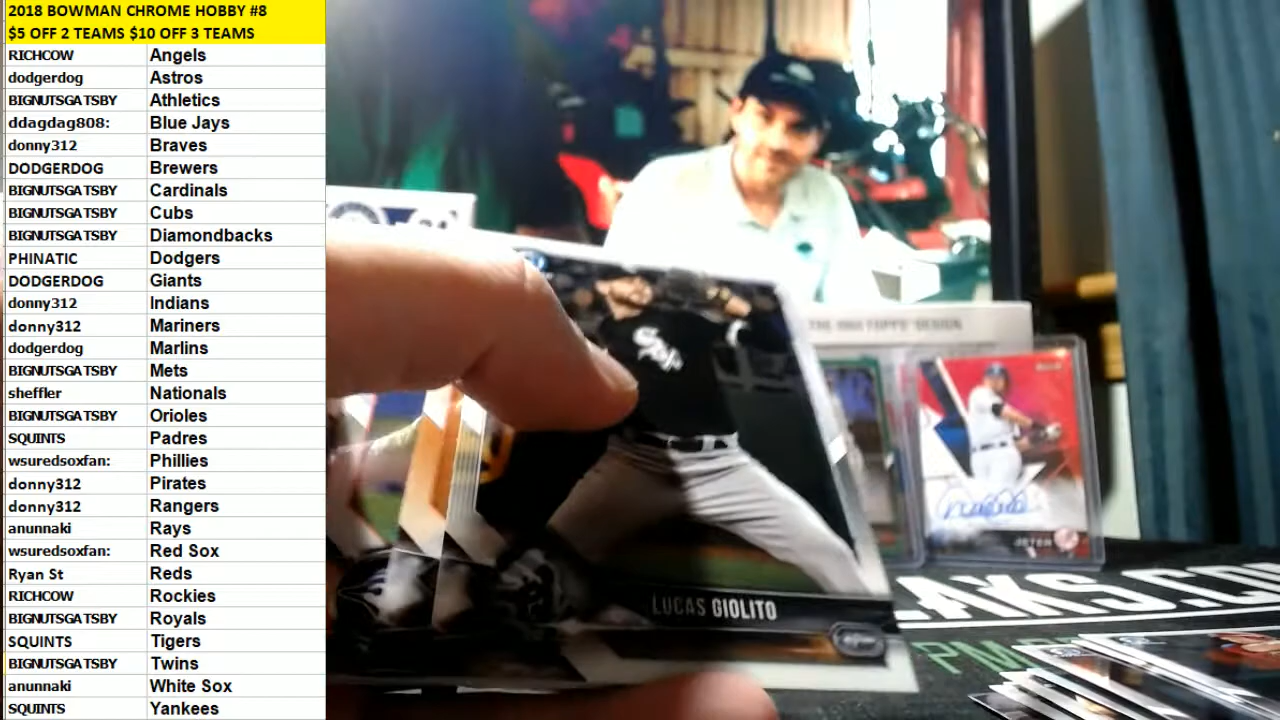 2018 BOWMAN CHROME HOBBY #8
$5 OFF 2 TEAMS $10 OFF 3 TEAMS
RICHCOW Angels
dodgerdog Astros
BIGNUTSGATSBY Athletics
ddagdag808: Blue Jays
donny312 Braves
DODGERDOG Brewers
BIGNUTSGATSBY Cardinals
BIGNUTSGATSBY Cubs
BIGNUTSGATSBY Diamondbacks
PHINATIC Dodgers
DODGERDOG Giants
donny312 Indians
donny312 Mariners
dodgerdog Marlins
BIGNUTSGATSBY Mets
sheffler Nationals
BIGNUTSGATSBY Orioles
SQUINTS Padres
wsuredsoxfan: Phillies
donny312 Pirates
donny312 Rangers
anunnaki Rays
wsuredsoxfan: Red Sox
Ryan St Reds
RICHCOW Rockies
BIGNUTSGATSBY Royals
SQUINTS Tigers
BIGNUTSGATSBY Twins
anunnaki White Sox
SQUINTS Yankees
TOPPS DESIGN
JETER
LUCAS GIOLITO